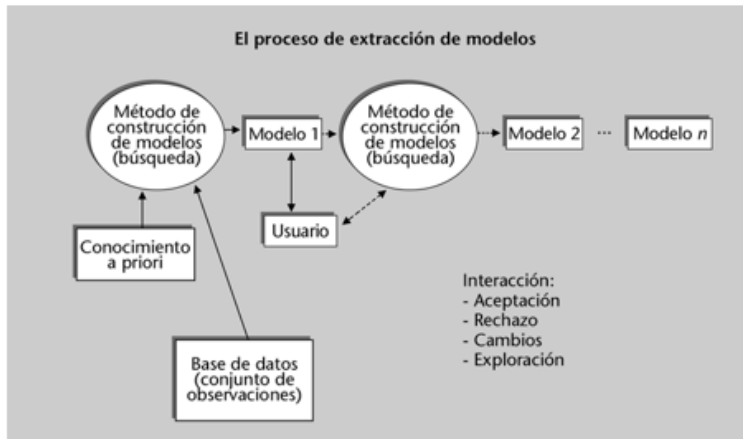 El proceso de extracción de modelos
Método de
construcción
de modelos
(búsqueda)
Modelo 1
Método de
construcción
de modelos
(búsqueda)
Modelo 2
...
Modelo n
Usuario
Conocimiento
a priori
Base de datos
(conjunto de
observaciones)
Interacción:
- Aceptación
- Rechazo
- Cambios
- Exploración